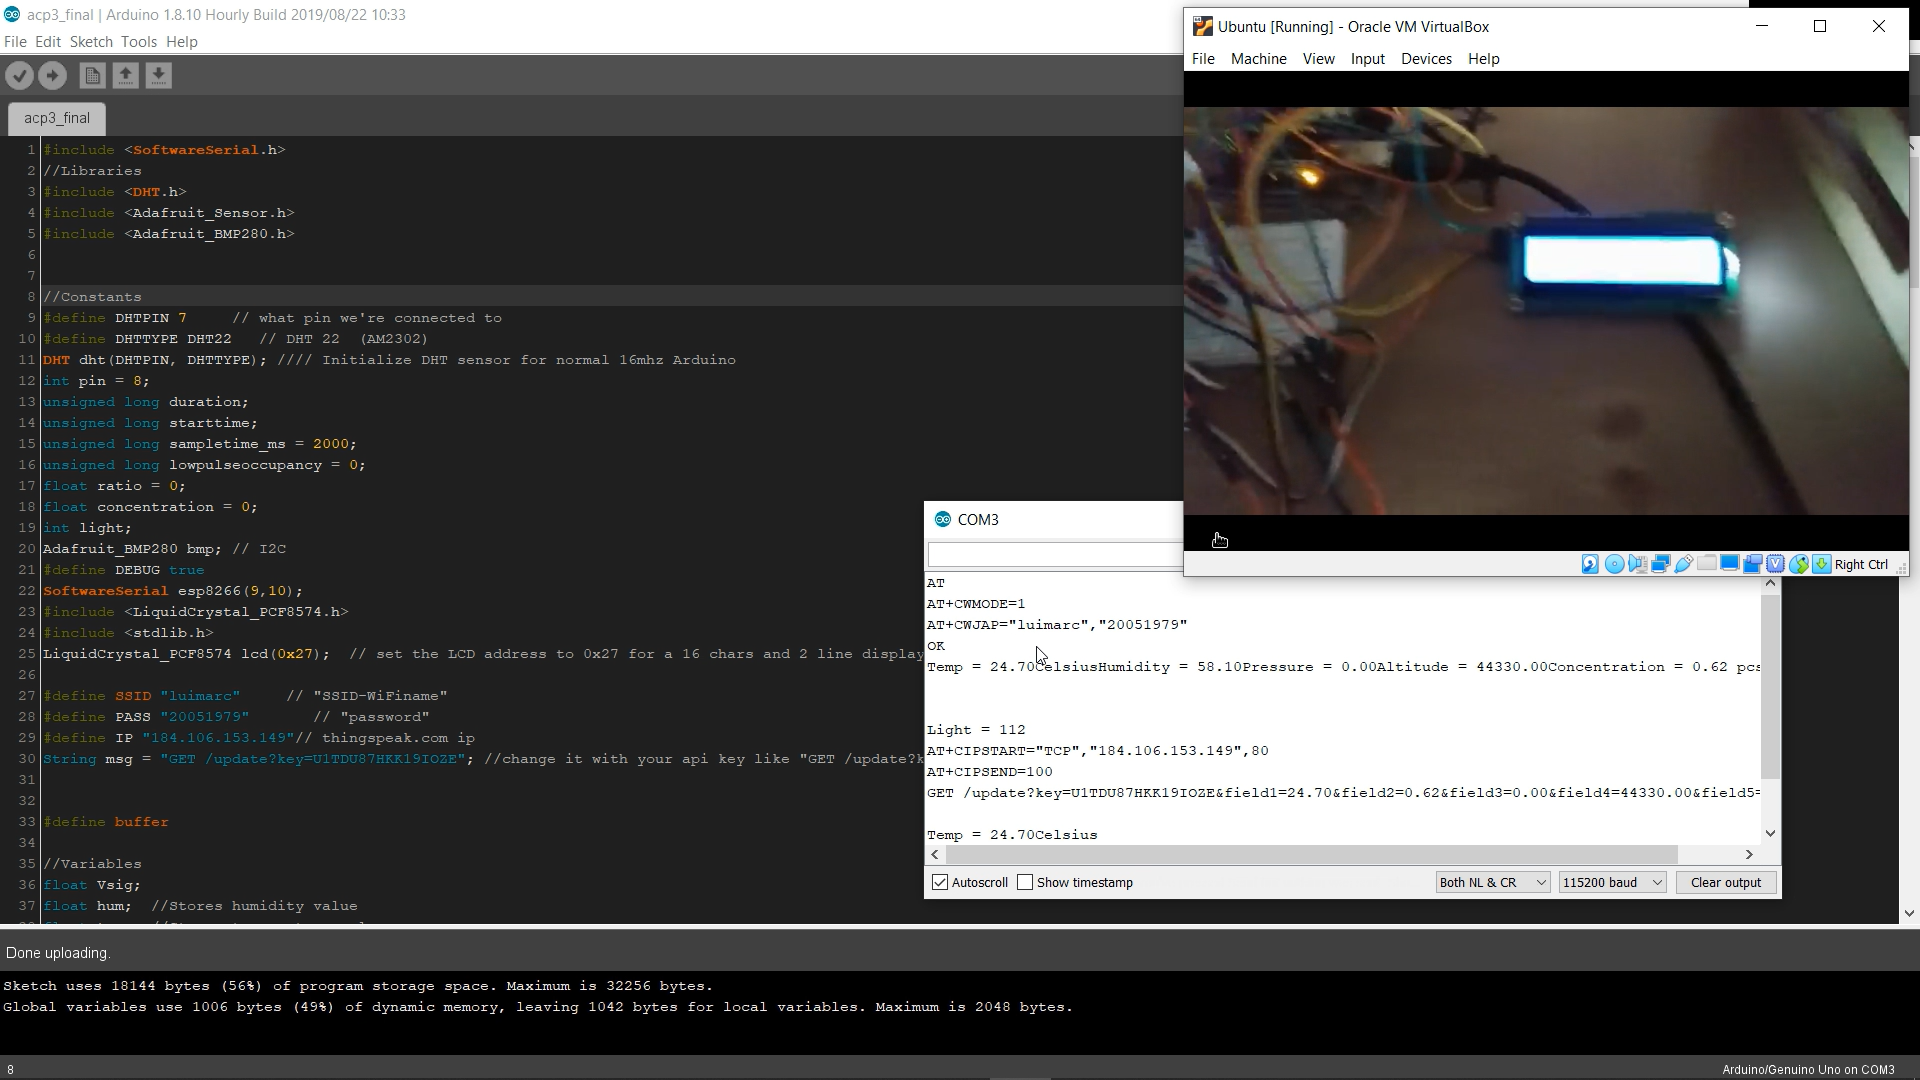 acp3_final | Arduino 1.8.10 Hourly Build 2019/08/22 10:33
File Edit Sketch Tools Help
acp3_final
1 #include <SoftwareSerial.h>
2 //Libraries
3 #include <DHT.h>
4 #include <Adafruit_Sensor.h>
5 #include <Adafruit_BMP280.h>
6
7
8 //Constants
9 #define DHTPIN 7 // what pin we're connected to
10 #define DHTTYPE DHT22 // DHT 22 (AM2302)
11 DHT dht(DHTPIN, DHTTYPE); //// Initialize DHT sensor for normal 16mhz Arduino
12 int pin = 8;
13 unsigned long duration;
14 unsigned long starttime;
15 unsigned long sampletime_ms = 2000;
16 unsigned long lowpulseoccupancy = 0;
17 float ratio = 0;
18 float concentration = 0;
19 int light;
20 Adafruit_BMP280 bmp; // I2C
21 #define DEBUG true
22 SoftwareSerial esp8266(9,10);
23 #include <LiquidCrystal_PCF8574.h>
24 #include <stdlib.h>
25 LiquidCrystal_PCF8574 lcd(0x27); // set the LCD address to 0x27 for a 16 chars and 2 line display
26
27 #define SSID "luimarc" // "SSID-WiFiname"
28 #define PASS "20051979" // "password"
29 #define IP "184.106.153.149"// thingspeak.com ip
30 String msg = "GET /update?key=U1TDU87HKK19IOZE"; //change it with your api key like "GET /update?k
31
32
33 #define buffer
34
35 //Variables
36 float Vsig;
37 float hum; //Stores humidity value
Ubuntu [Running] - Oracle VM VirtualBox
File Machine View Input Devices Help
Right Ctrl
COM3
AT
AT+CWMODE=1
AT+CWJAP="luimarc","20051979"
OK
Temp = 24.70CelsiusHumidity = 58.10Pressure = 0.00Altitude = 44330.00Concentration = 0.62 pcs
Light = 112
AT+CIPSTART="TCP","184.106.153.149",80
AT+CIPSEND=100
GET /update?key=U1TDU87HKK19IOZE&field1=24.70&field2=0.62&field3=0.00&field4=44330.00&field5=
Temp = 24.70Celsius
Autoscroll Show timestamp Both NL & CR 115200 baud Clear output
Done uploading.
Sketch uses 18144 bytes (56%) of program storage space. Maximum is 32256 bytes.
Global variables use 1006 bytes (49%) of dynamic memory, leaving 1042 bytes for local variables. Maximum is 2048 bytes.
8 Arduino/Genuino Uno on COM3